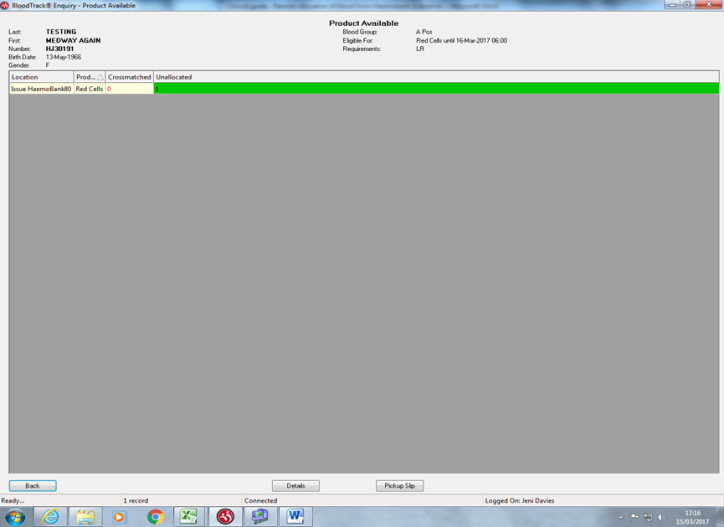 BloodTrack® Enquiry - Product Available
Product Available
Last: TESTING
First: MEDWAY AGAIN
Number: HJ30191
Birth Date: 13-May-1966
Gender: F
Blood Group: A Pos
Eligible For: Red Cells until 16-Mar-2017 06:00
Requirements: LR
Location Prod... Crossmatched Unallocated
Issue HaemoBank80 Red Cells 0 1
Back Details Pickup Slip
Ready... 1 record Connected Logged On: Jeni Davies
17:16
15/03/2017